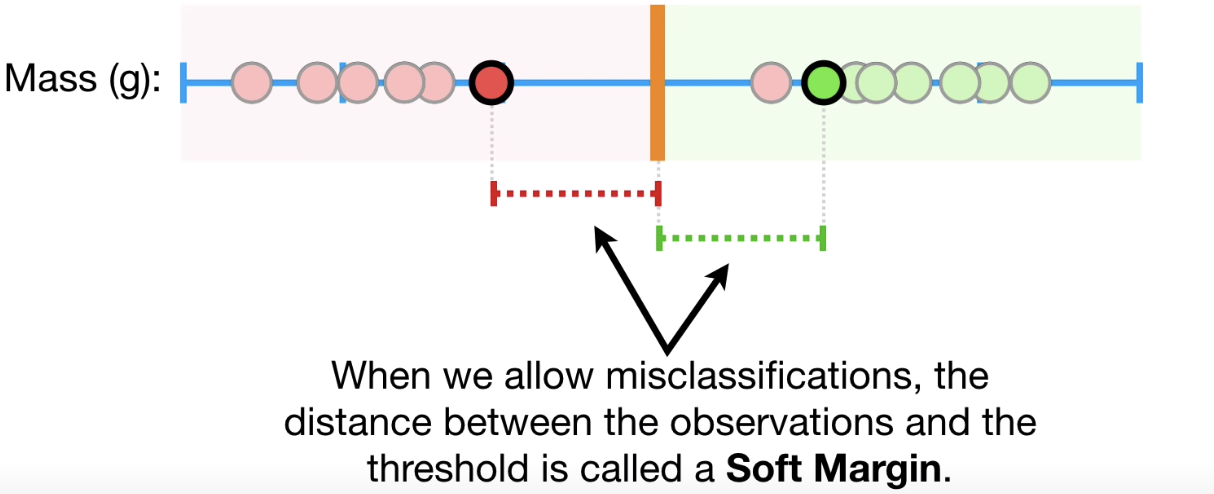 Mass (g):
When we allow misclassifications, the
distance between the observations and the
threshold is called a Soft Margin.